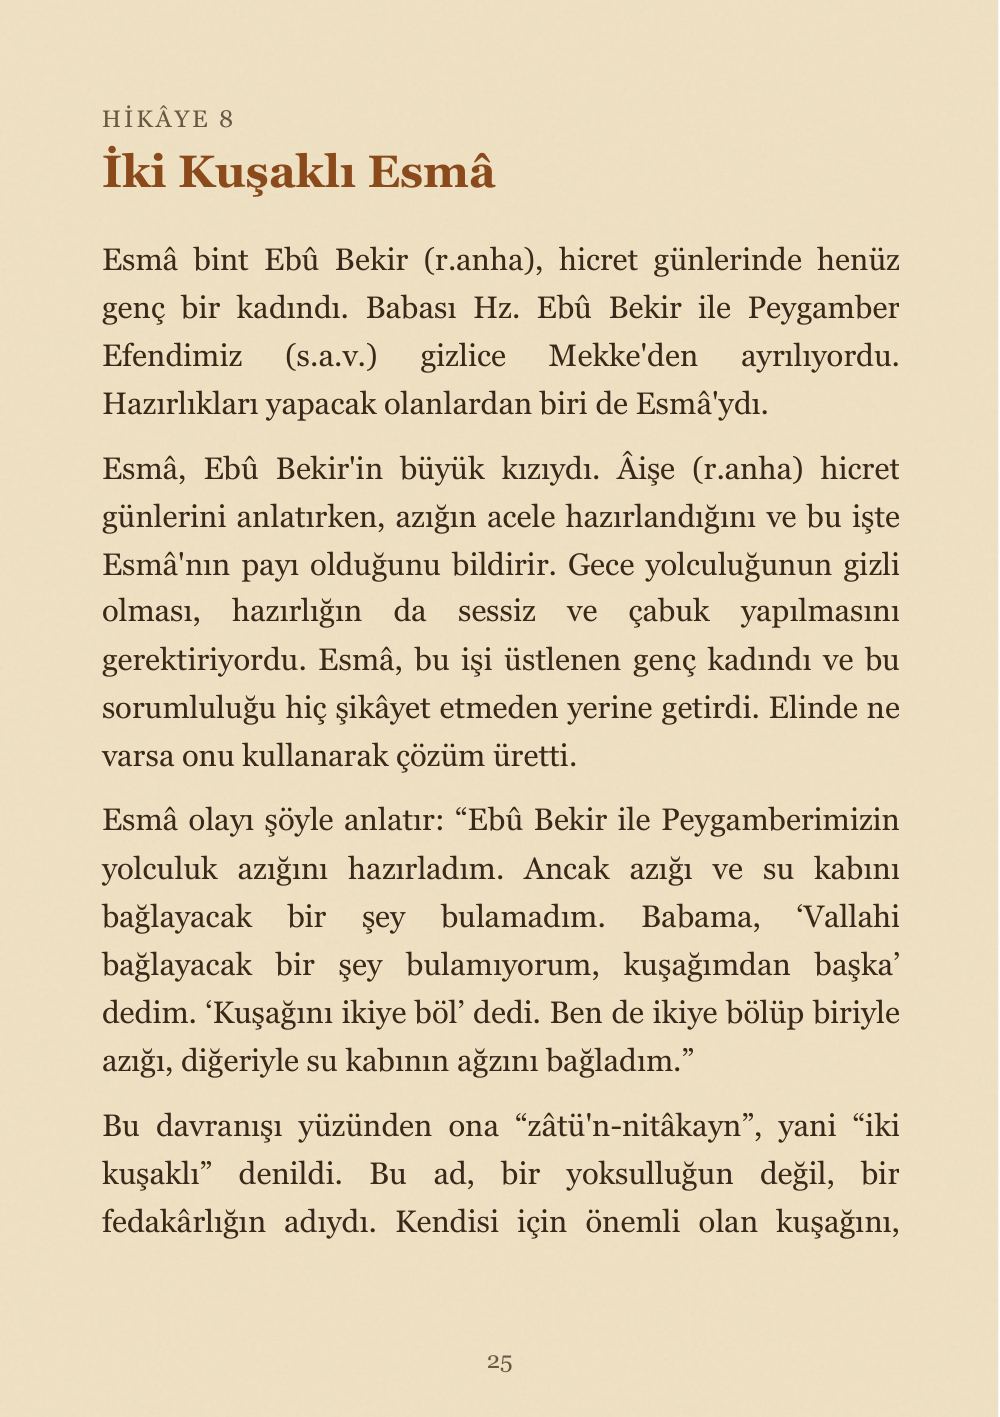 HİKÂYE 8
İki Kuşaklı Esmâ
Esmâ bint Ebû Bekir (r.anha), hicret günlerinde henüz
genç bir kadındı. Babası Hz. Ebû Bekir ile Peygamber
Efendimiz (s.a.v.) gizlice Mekke'den ayrılıyordu.
Hazırlıkları yapacak olanlardan biri de Esmâ'ydı.
Esmâ, Ebû Bekir'in büyük kızıydı. Âişe (r.anha) hicret
günlerini anlatırken, azığın acele hazırlandığını ve bu işte
Esmâ'nın payı olduğunu bildirir. Gece yolculuğunun gizli
olması, hazırlığın da sessiz ve çabuk yapılmasını
gerektiriyordu. Esmâ, bu işi üstlenen genç kadındı ve bu
sorumluluğu hiç şikâyet etmeden yerine getirdi. Elinde ne
varsa onu kullanarak çözüm üretti.
Esmâ olayı şöyle anlatır: “Ebû Bekir ile Peygamberimizin
yolculuk azığını hazırladım. Ancak azığı ve su kabını
bağlayacak bir şey bulamadım. Babama, ‘Vallahi
bağlayacak bir şey bulamıyorum, kuşağımdan başka’
dedim. ‘Kuşağını ikiye böl’ dedi. Ben de ikiye bölüp biriyle
azığı, diğeriyle su kabının ağzını bağladım.”
Bu davranışı yüzünden ona “zâtü'n-nitâkayn”, yani “iki
kuşaklı” denildi. Bu ad, bir yoksulluğun değil, bir
fedakârlığın adıydı. Kendisi için önemli olan kuşağını,
25